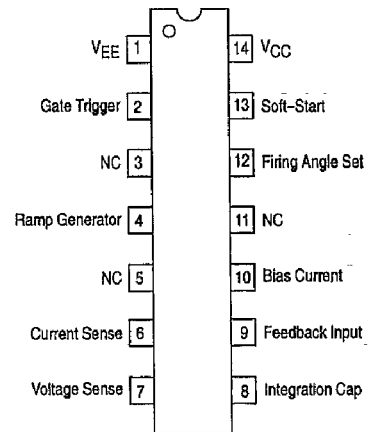 VEE 1 14 VCC
Gate Trigger 2 13 Soft-Start
NC 3 12 Firing Angle Set
Ramp Generator 4 11 NC
NC 5 10 Bias Current
Current Sense 6 9 Feedback Input
Voltage Sense 7 8 Integration Cap